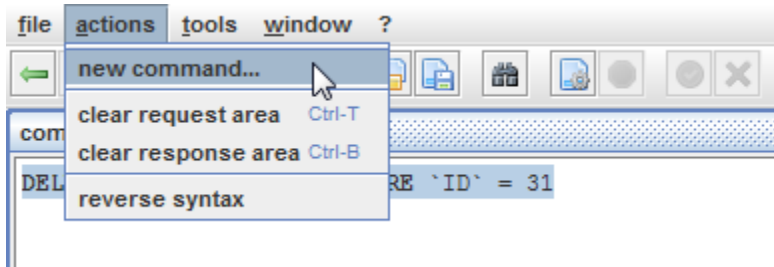 file actions tools window ?
new command...
clear request area Ctrl-T
com
clear response area Ctrl-B
DEL RE `ID` = 31
reverse syntax